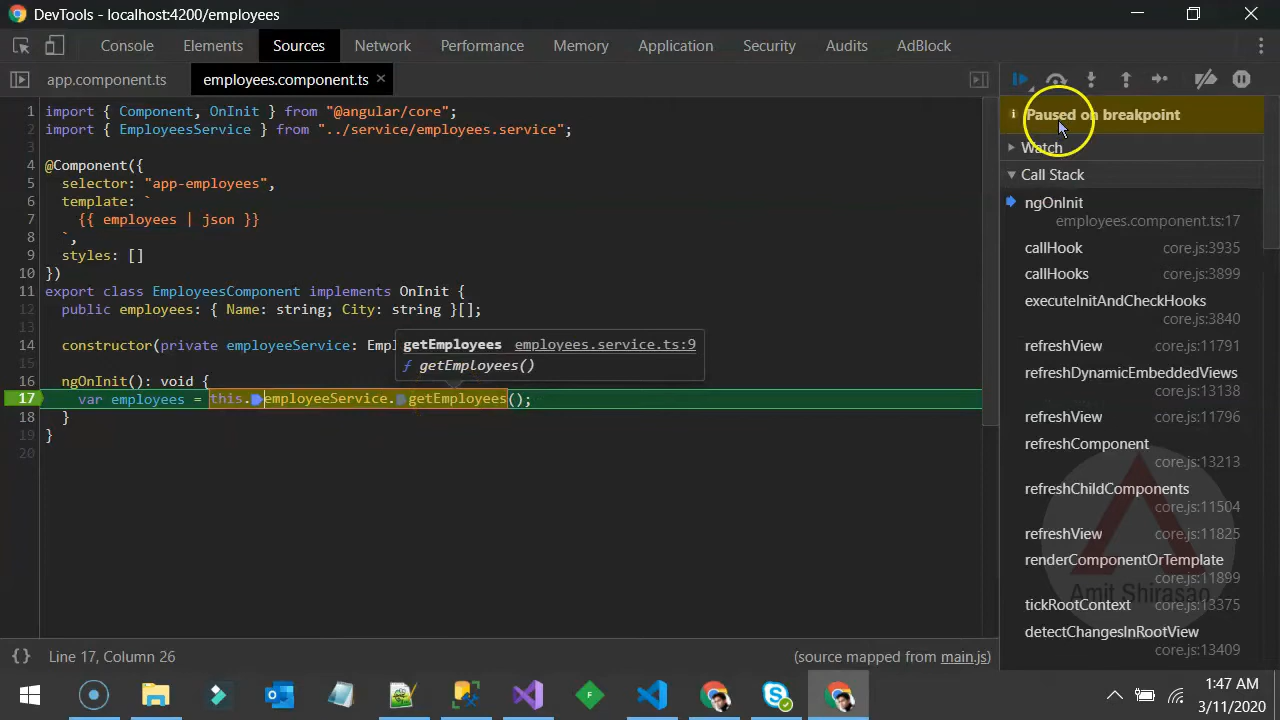 DevTools - localhost:4200/employees
Console Elements Sources Network Performance Memory Application Security Audits AdBlock
app.component.ts employees.component.ts ×
1 import { Component, OnInit } from "@angular/core";
2 import { EmployeesService } from "../service/employees.service";
3
4 @Component({
5 selector: "app-employees",
6 template: `
7 {{ employees | json }}
8 `,
9 styles: []
10 })
11 export class EmployeesComponent implements OnInit {
12 public employees: { Name: string; City: string }[];
13
14 constructor(private employeeService: Empl
15
16 ngOnInit(): void {
17 var employees = this.employeeService.getEmployees();
18 }
19 }
20
getEmployees employees.service.ts:9
ƒ getEmployees()
{} Line 17, Column 26 (source mapped from main.js)
Paused on breakpoint
Watch
Call Stack
ngOnInit
employees.component.ts:17
callHook core.js:3935
callHooks core.js:3899
executeInitAndCheckHooks
core.js:3840
refreshView core.js:11791
refreshDynamicEmbeddedViews
core.js:13138
refreshView core.js:11796
refreshComponent
core.js:13213
refreshChildComponents
core.js:11504
refreshView core.js:11825
renderComponentOrTemplate
core.js:11899
Amit Shirasao
tickRootContext core.js:13375
detectChangesInRootView
core.js:13409
1:47 AM
3/11/2020